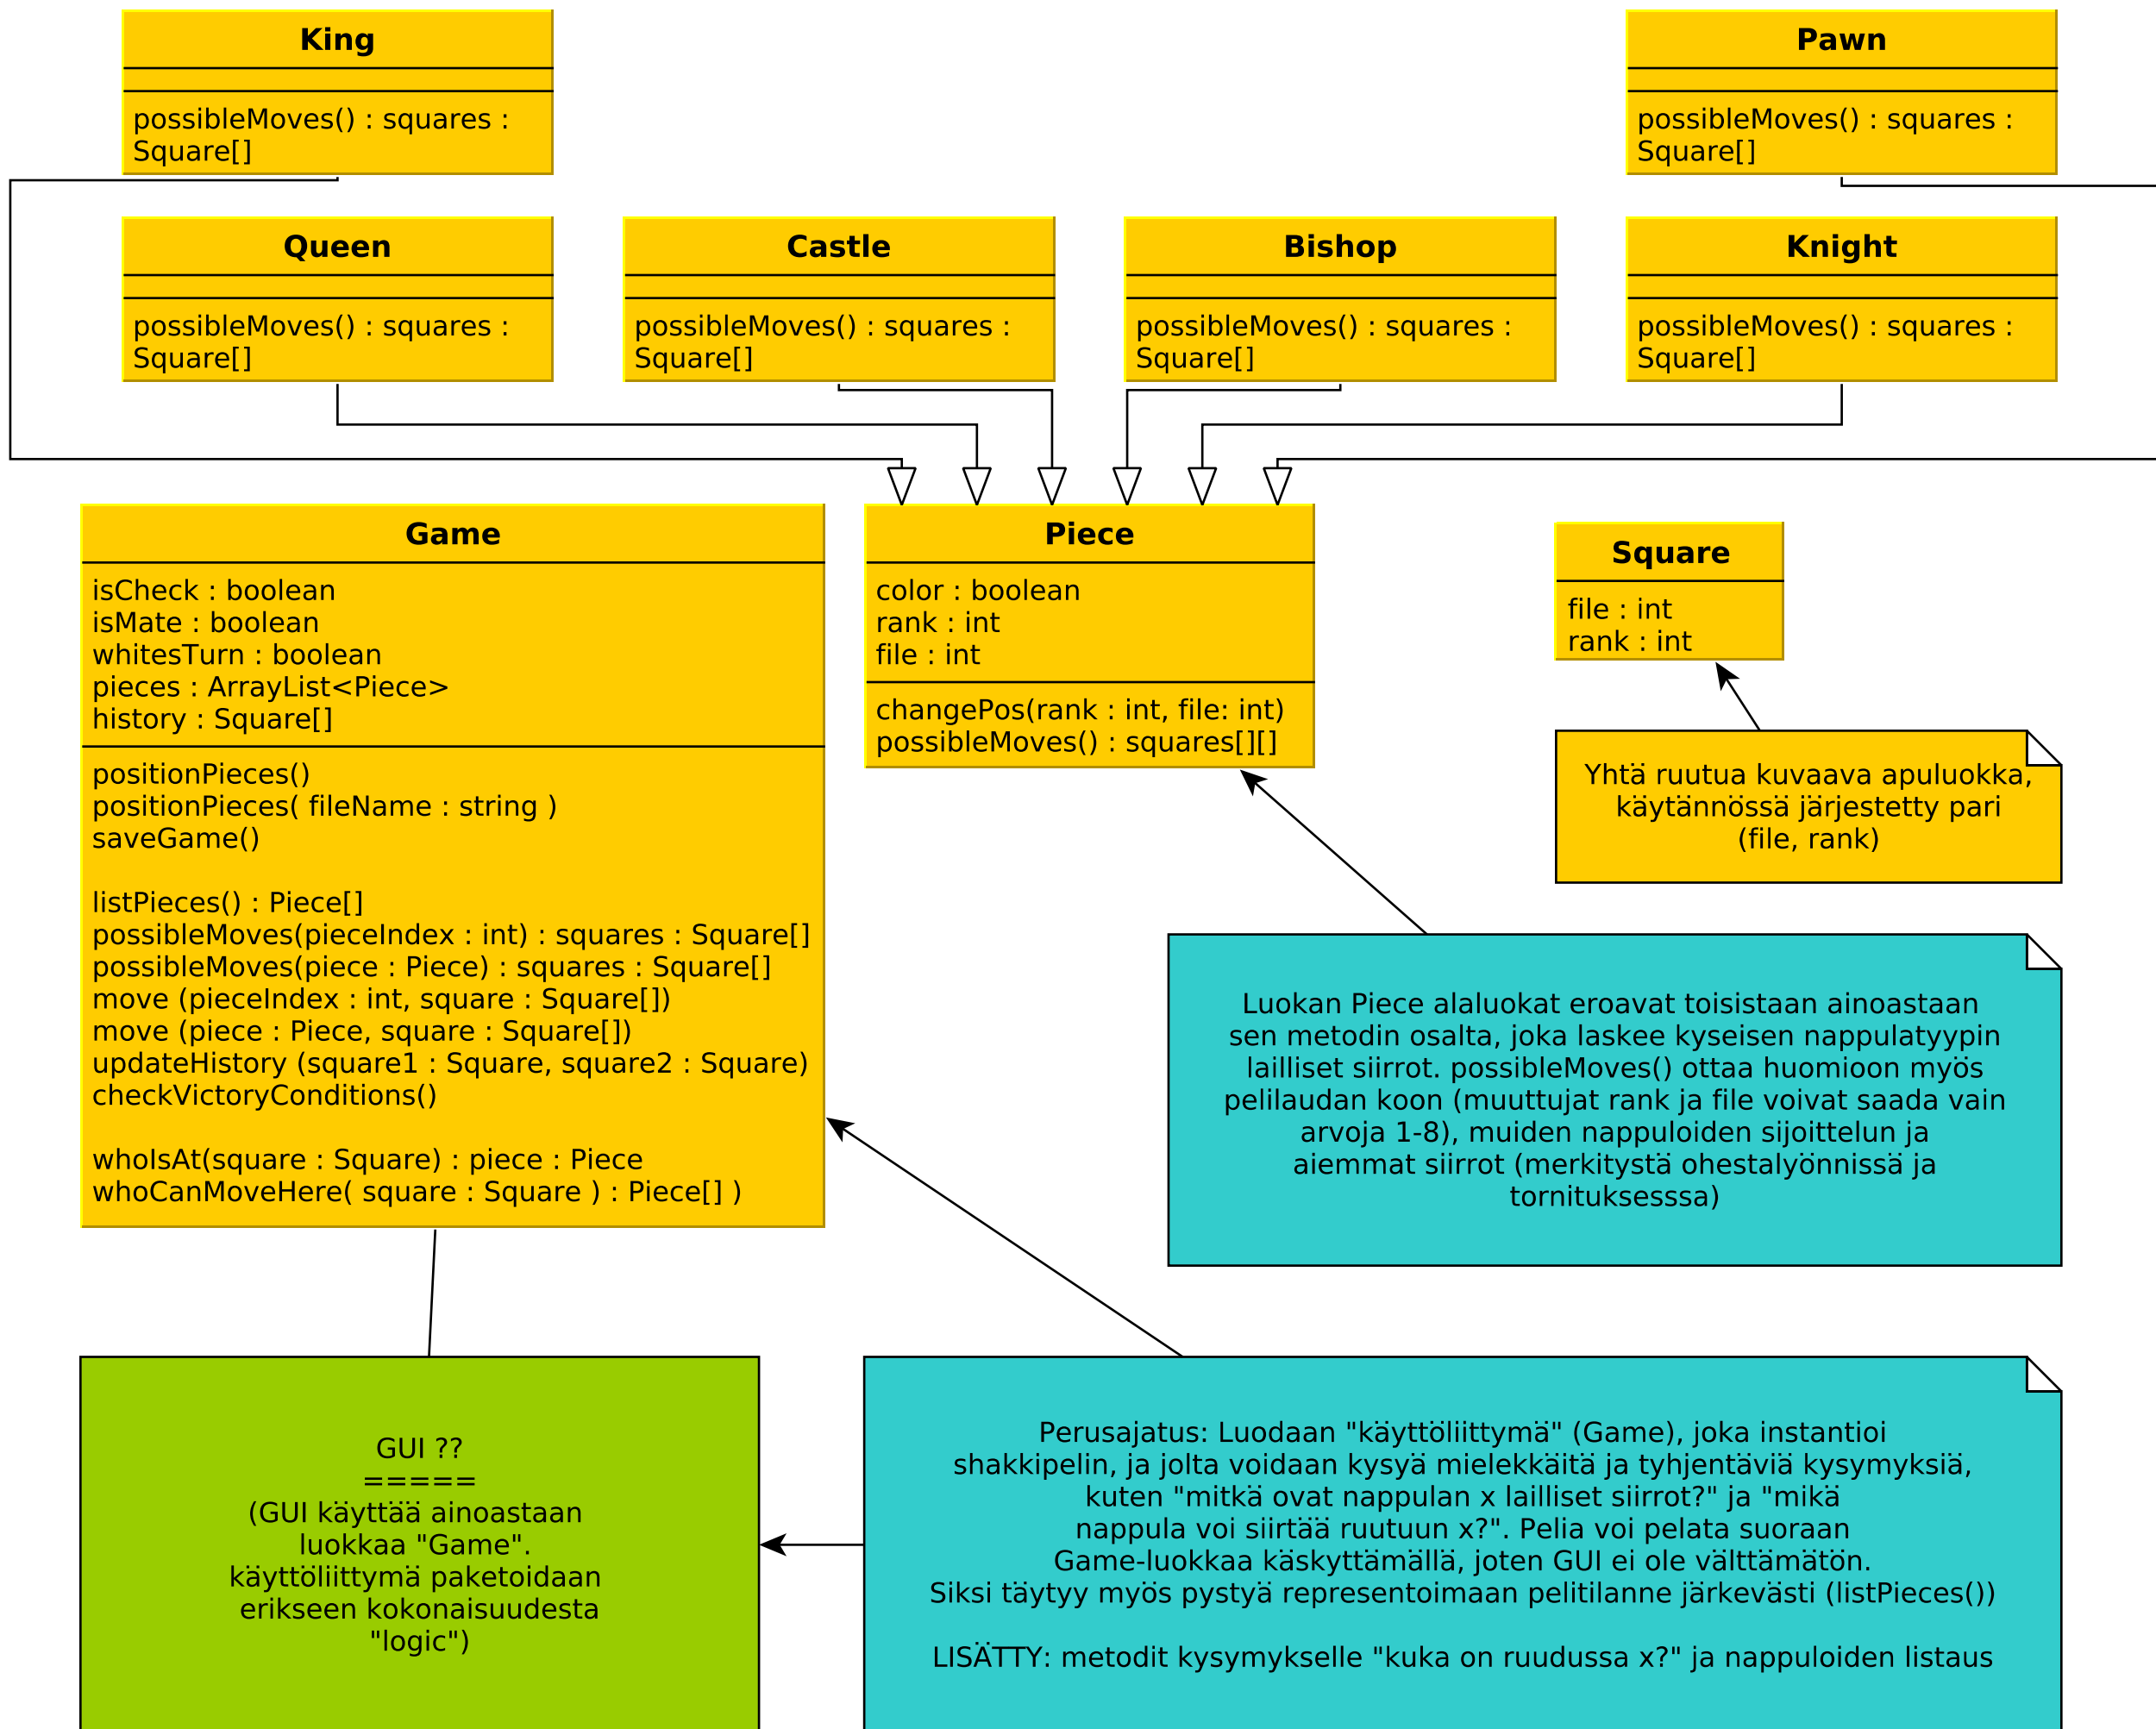 King
possibleMoves() : squares :
Square[]
Pawn
possibleMoves() : squares :
Square[]
Queen
possibleMoves() : squares :
Square[]
Castle
possibleMoves() : squares :
Square[]
Bishop
possibleMoves() : squares :
Square[]
Knight
possibleMoves() : squares :
Square[]
Game
isCheck : boolean
isMate : boolean
whitesTurn : boolean
pieces : ArrayList<Piece>
history : Square[]
positionPieces()
positionPieces( fileName : string )
saveGame()
listPieces() : Piece[]
possibleMoves(pieceIndex : int) : squares : Square[]
possibleMoves(piece : Piece) : squares : Square[]
move (pieceIndex : int, square : Square[])
move (piece : Piece, square : Square[])
updateHistory (square1 : Square, square2 : Square)
checkVictoryConditions()
whoIsAt(square : Square) : piece : Piece
whoCanMoveHere( square : Square ) : Piece[] )
Piece
color : boolean
rank : int
file : int
changePos(rank : int, file: int)
possibleMoves() : squares[][]
Square
file : int
rank : int
Yhtä ruutua kuvaava apuluokka,
käytännössä järjestetty pari
(file, rank)
Luokan Piece alaluokat eroavat toisistaan ainoastaan
sen metodin osalta, joka laskee kyseisen nappulatyypin
lailliset siirrot. possibleMoves() ottaa huomioon myös
pelilaudan koon (muuttujat rank ja file voivat saada vain
arvoja 1-8), muiden nappuloiden sijoittelun ja
aiemmat siirrot (merkitystä ohestalyönnissä ja
tornituksesssa)
GUI ??
=====
(GUI käyttää ainoastaan
luokkaa "Game".
käyttöliittymä paketoidaan
erikseen kokonaisuudesta
"logic")
Perusajatus: Luodaan "käyttöliittymä" (Game), joka instantioi
shakkipelin, ja jolta voidaan kysyä mielekkäitä ja tyhjentäviä kysymyksiä,
kuten "mitkä ovat nappulan x lailliset siirrot?" ja "mikä
nappula voi siirtää ruutuun x?". Pelia voi pelata suoraan
Game-luokkaa käskyttämällä, joten GUI ei ole välttämätön.
Siksi täytyy myös pystyä representoimaan pelitilanne järkevästi (listPieces())
LISÄTTY: metodit kysymykselle "kuka on ruudussa x?" ja nappuloiden listaus